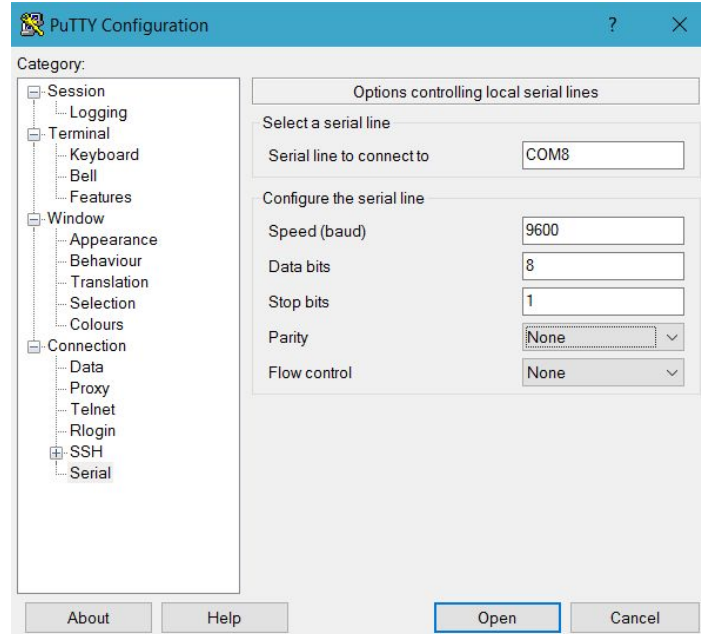 PuTTY Configuration
?
Category:
Session
Logging
Terminal
Keyboard
Bell
Features
Window
Appearance
Behaviour
Translation
Selection
Colours
Connection
Data
Proxy
Telnet
Rlogin
SSH
Serial
Options controlling local serial lines
Select a serial line
Serial line to connect to COM8
Configure the serial line
Speed (baud) 9600
Data bits 8
Stop bits 1
Parity None
Flow control None
About Help Open Cancel